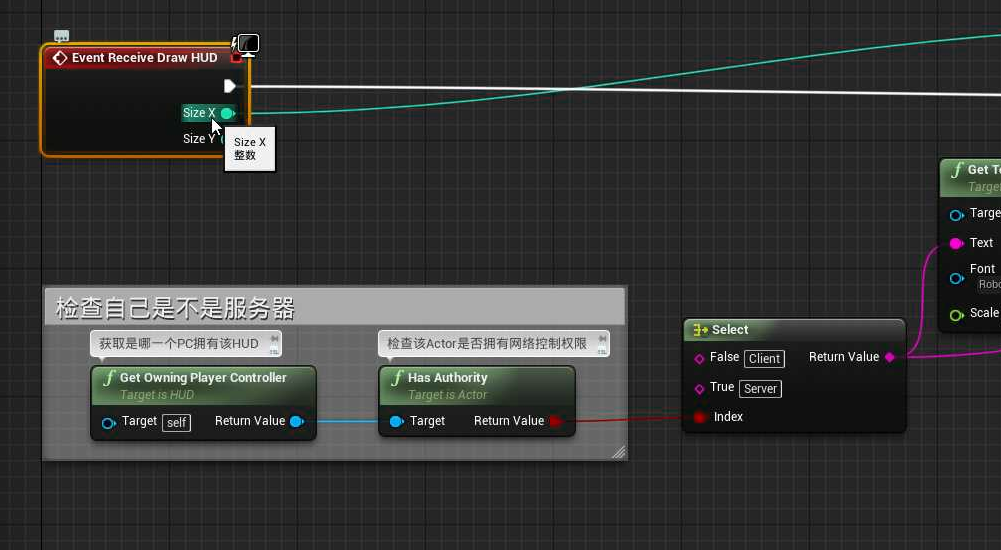 Event Receive Draw HUD
Size X
Size Y
Size X
整数
检查自己是不是服务器
获取是哪一个PC拥有该HUD
检查该Actor是否拥有网络控制权限
Get Owning Player Controller
Target is HUD
Target self
Return Value
Has Authority
Target is Actor
Target
Return Value
Select
False Client
Return Value
True Server
Index
Get
Target
Text
Font
Scale